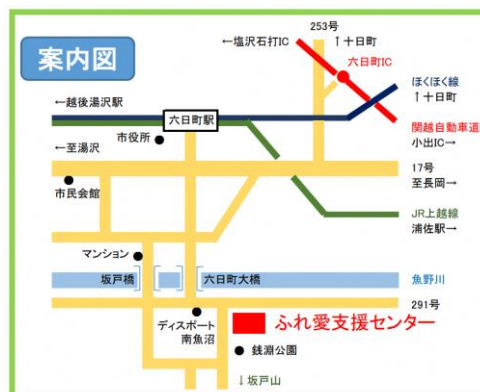 253号
←塩沢石打IC
↑十日町
案内図
六日町IC
ほくほく線
↑十日町
←越後湯沢駅
六日町駅
関越自動車道
小出IC→
市役所
←至湯沢
17号
至長岡→
市民会館
JR上越線
浦佐駅→
マンション
坂戸橋
六日町大橋
魚野川
291号
ディスポート
南魚沼
ふれ愛支援センター
銭淵公園
↓坂戸山